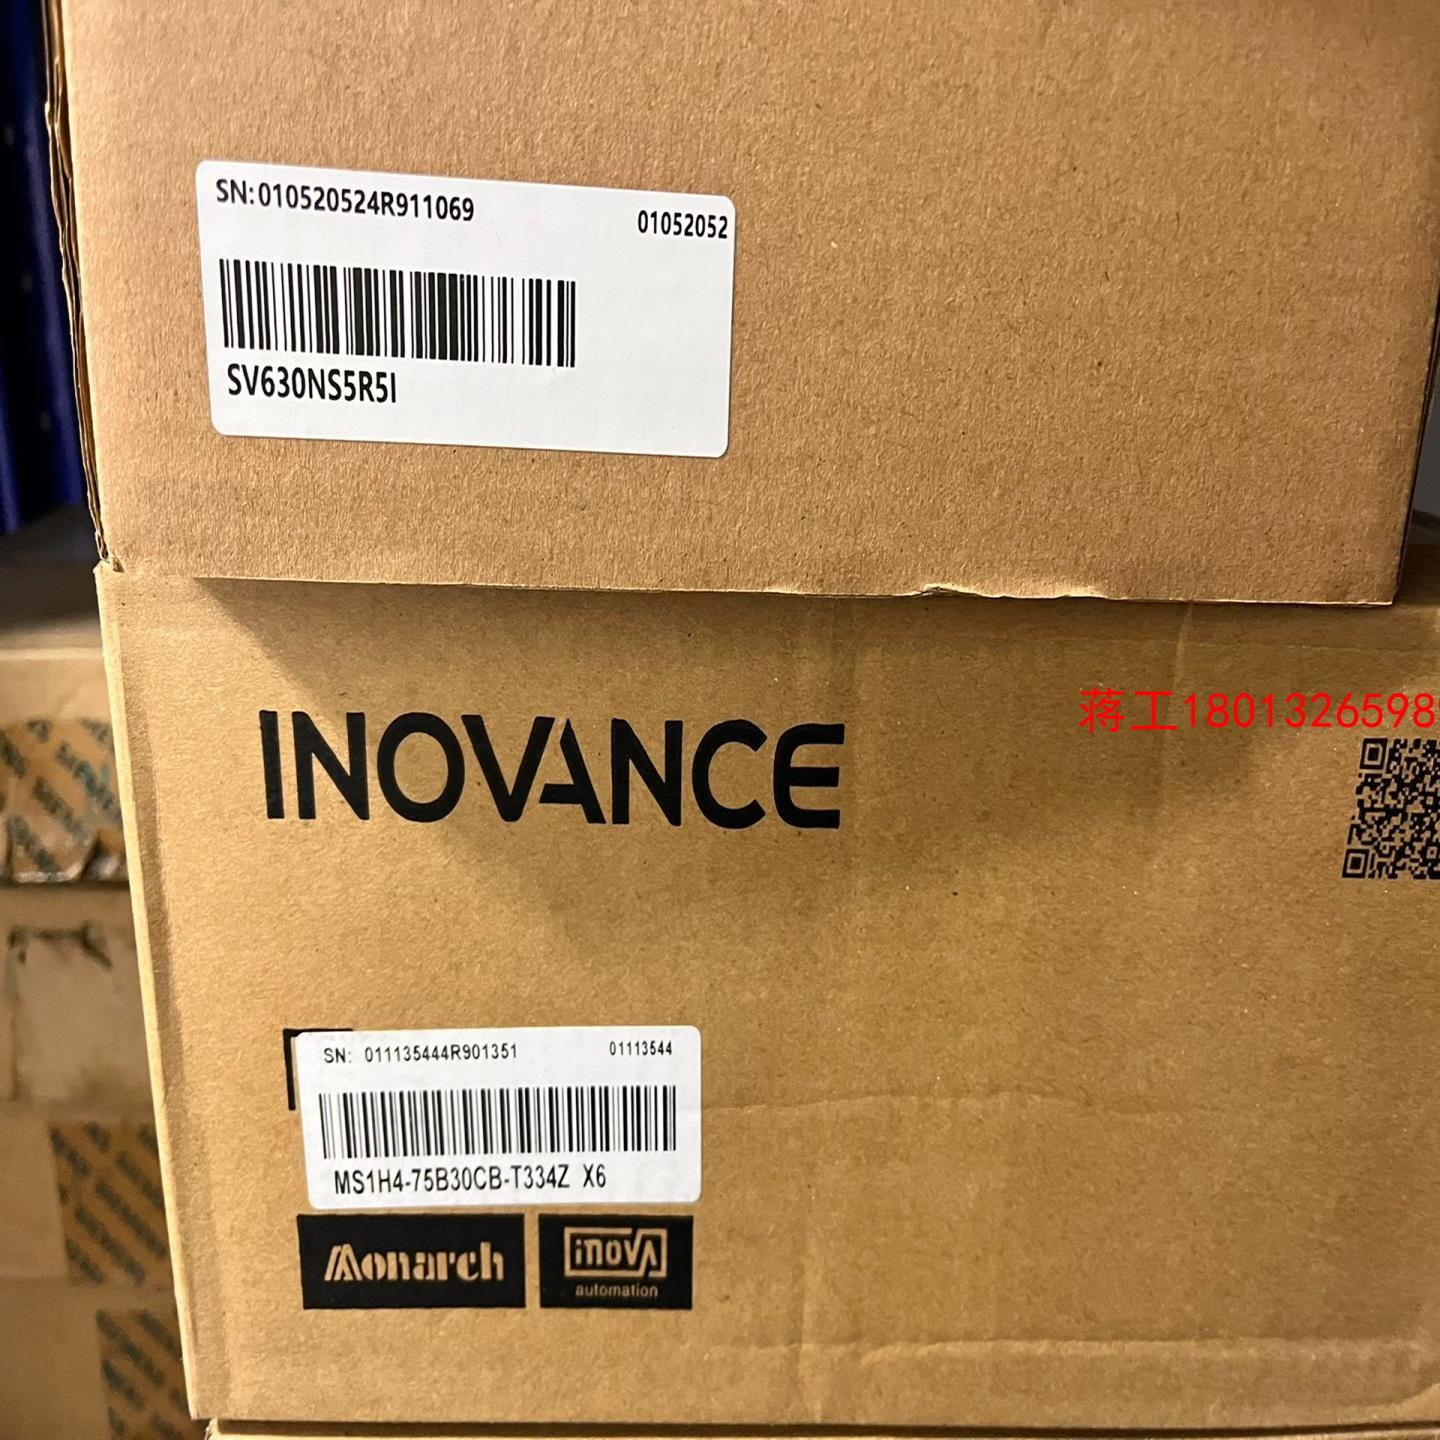 SN:010520524R911069
01052052
SV630NS5R5I
蒋工1801326598
INOVANCE
SN: 011135444R901351
01113544
MS1H4-75B30CB-T334Z X6
Monarch
inovA
automation